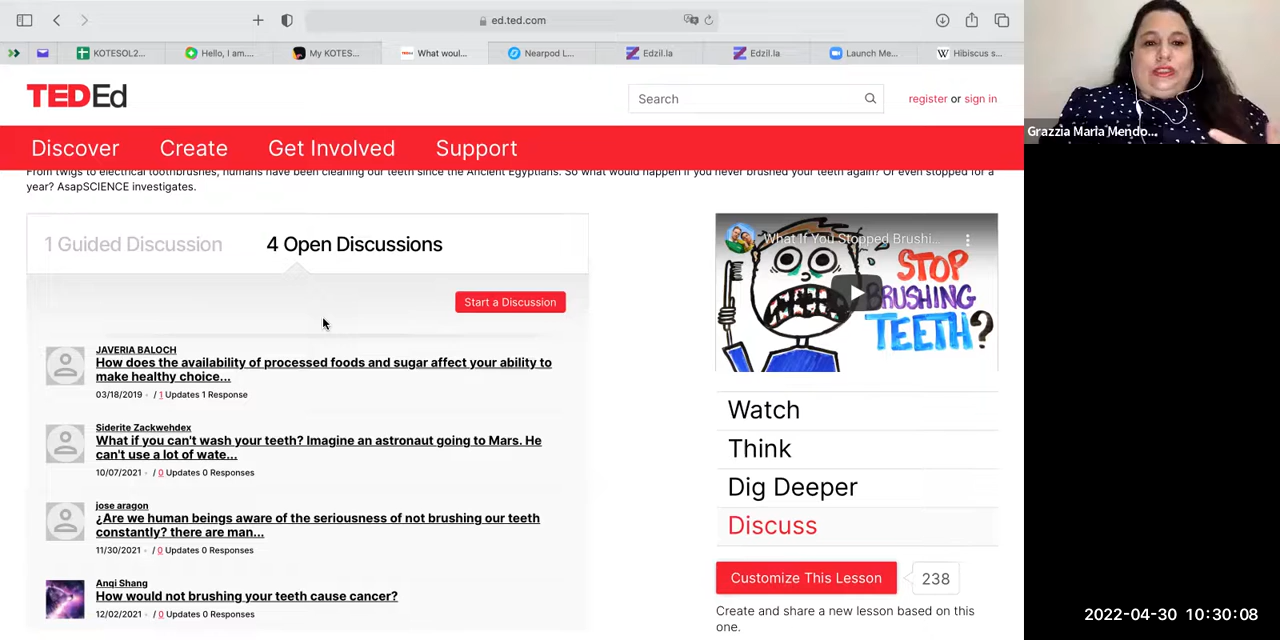 ed.ted.com
KOTESOL2...
Hello, I am....
My KOTES...
What woul...
Nearpod L...
Edzil.la
Edzil.la
Launch Me...
Hibiscus s...
TEDEd
Search
register or sign in
Discover Create Get Involved Support
From twigs to electrical toothbrushes, humans have been cleaning our teeth since the Ancient Egyptians. So what would happen if you never brushed your teeth again? Or even stopped for a
year? AsapSCIENCE investigates.
1 Guided Discussion 4 Open Discussions
Start a Discussion
JAVERIA BALOCH
How does the availability of processed foods and sugar affect your ability to
make healthy choice...
03/18/2019 • / 1 Updates 1 Response
Siderite Zackwehdex
What if you can't wash your teeth? Imagine an astronaut going to Mars. He
can't use a lot of wate...
10/07/2021 • / 0 Updates 0 Responses
jose aragon
¿Are we human beings aware of the seriousness of not brushing our teeth
constantly? there are man...
11/30/2021 • / 0 Updates 0 Responses
Anqi Shang
How would not brushing your teeth cause cancer?
12/02/2021 • / 0 Updates 0 Responses
What If You Stopped Brushi...
STOP
BRUSHING
TEETH?
Watch
Think
Dig Deeper
Discuss
Customize This Lesson 238
Create and share a new lesson based on this
one.
Grazzia Maria Mendo...
2022-04-30 10:30:08